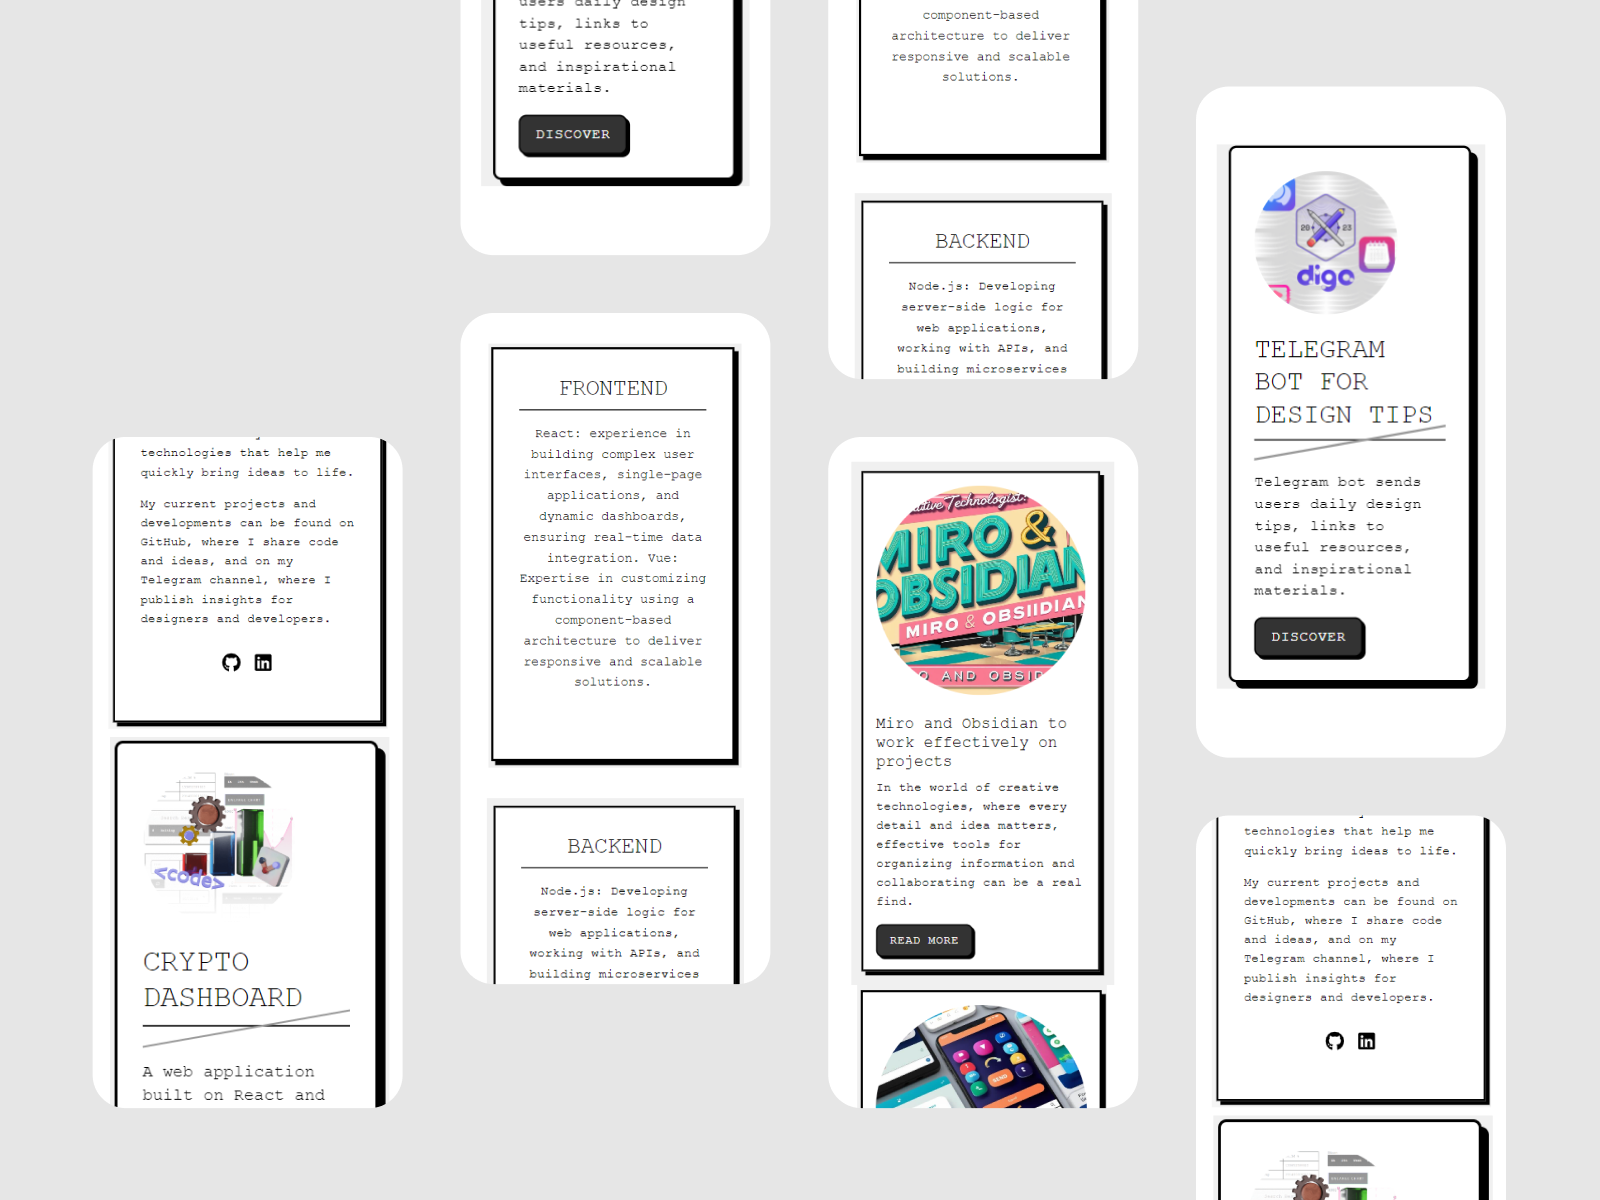 technologies that help me
quickly bring ideas to life.
My current projects and
developments can be found on
GitHub, where I share code
and ideas, and on my
Telegram channel, where I
publish insights for
designers and developers.
<code>
CRYPTO
DASHBOARD
A web application
built on React and
users daily design
tips, links to
useful resources,
and inspirational
materials.
DISCOVER
FRONTEND
React: experience in
building complex user
interfaces, single-page
applications, and
dynamic dashboards,
ensuring real-time data
integration. Vue:
Expertise in customizing
functionality using a
component-based
architecture to deliver
responsive and scalable
solutions.
BACKEND
Node.js: Developing
server-side logic for
web applications,
working with APIs, and
building microservices
component-based
architecture to deliver
responsive and scalable
solutions.
BACKEND
Node.js: Developing
server-side logic for
web applications,
working with APIs, and
building microservices
Technologist:
MIRO &
OBSIDIAN
MIRO & OBSIIDIAN
AND OBSID
Miro and Obsidian to
work effectively on
projects
In the world of creative
technologies, where every
detail and idea matters,
effective tools for
organizing information and
collaborating can be a real
find.
READ MORE
20 23
digo
TELEGRAM
BOT FOR
DESIGN TIPS
Telegram bot sends
users daily design
tips, links to
useful resources,
and inspirational
materials.
DISCOVER
technologies that help me
quickly bring ideas to life.
My current projects and
developments can be found on
GitHub, where I share code
and ideas, and on my
Telegram channel, where I
publish insights for
designers and developers.